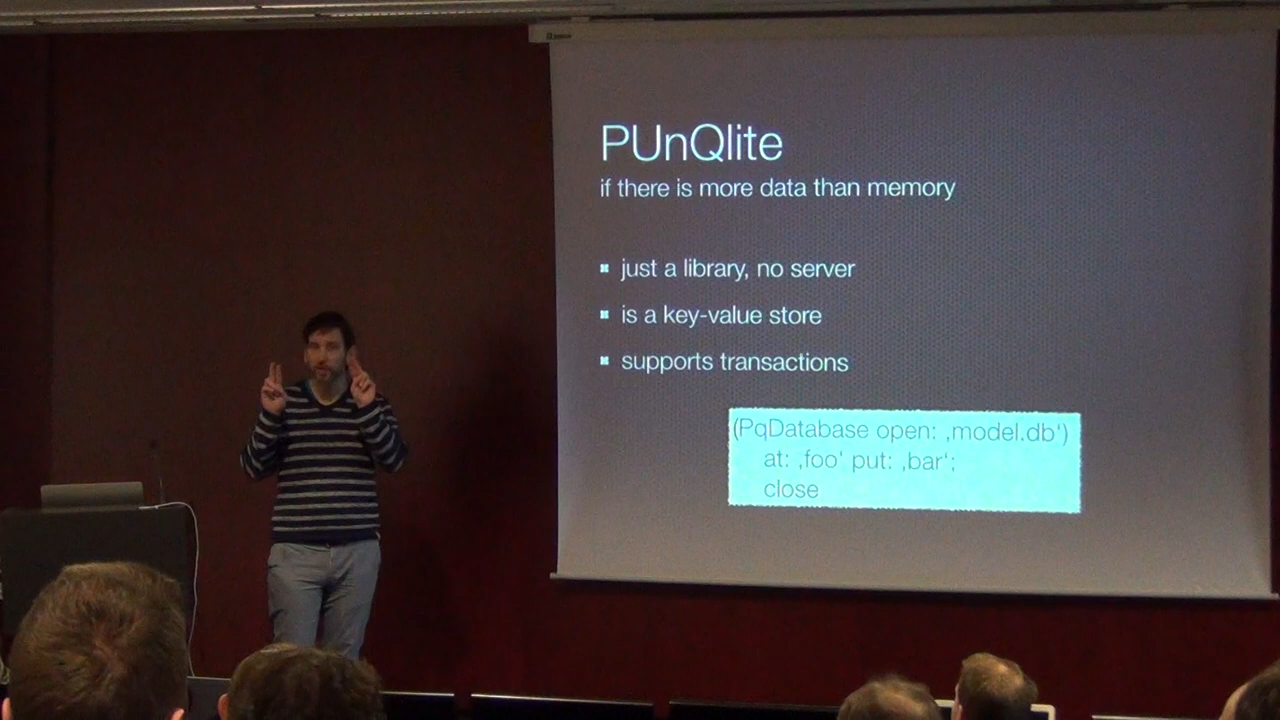 PUnQlite
if there is more data than memory
just a library, no server
is a key-value store
supports transactions
(PqDatabase open: ‚model.db')
at: ‚foo' put: ‚bar‘;
close